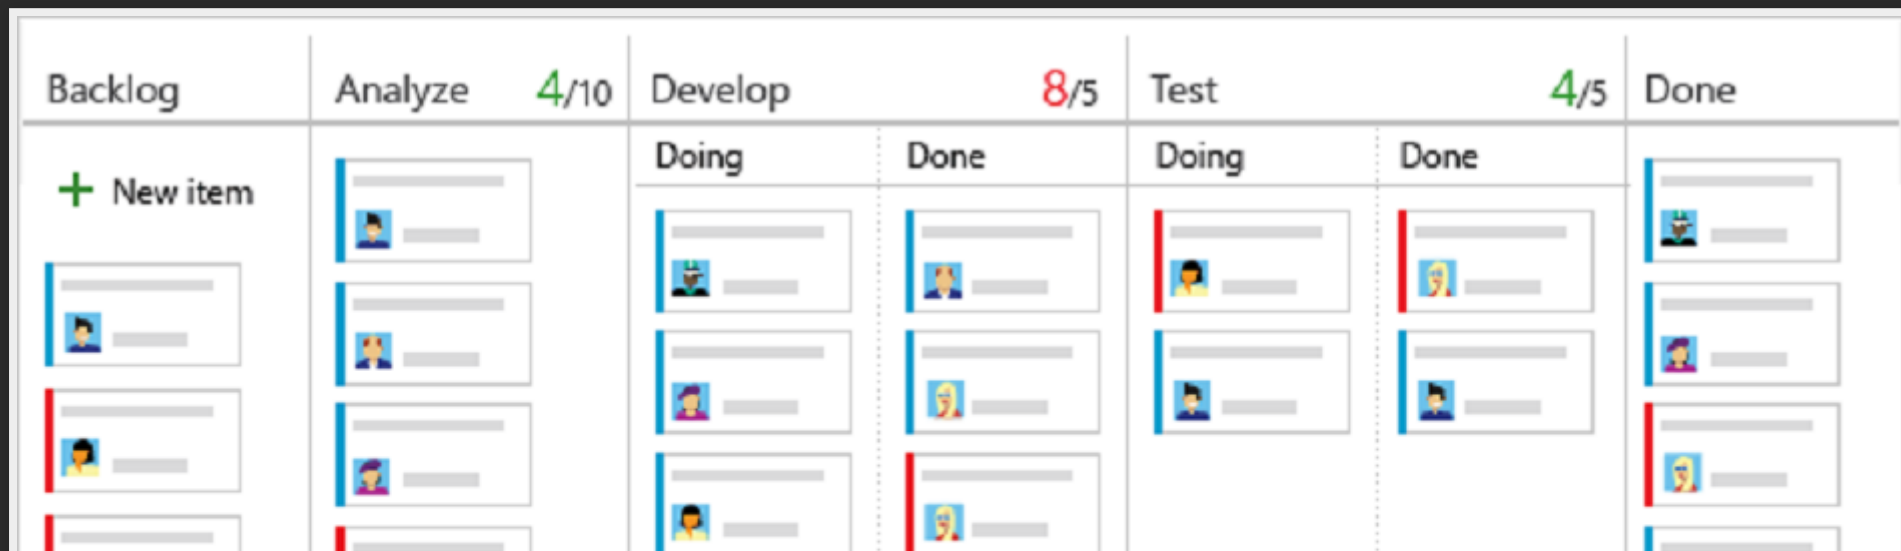 Backlog Analyze 4/10 Develop 8/5 Test 4/5 Done
Doing Done Doing Done
+ New item